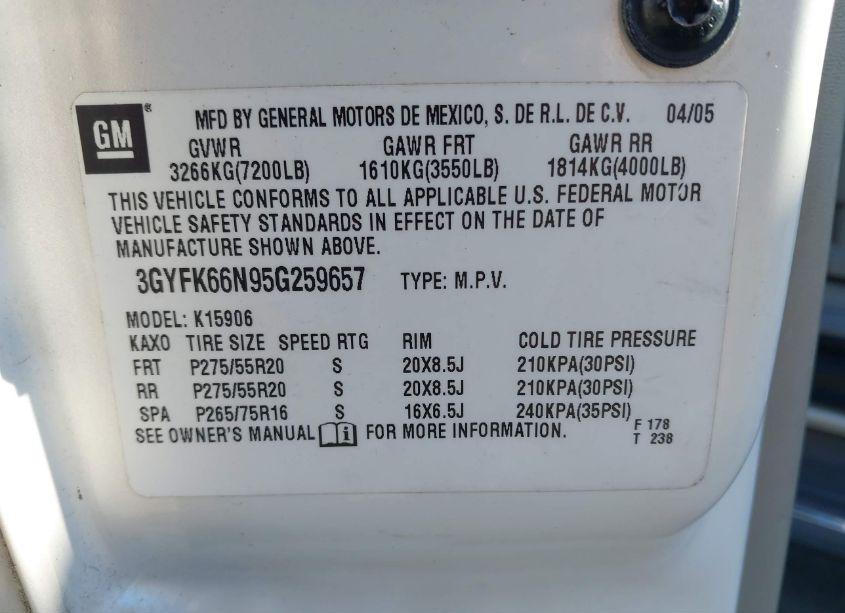 GM ®
MFD BY GENERAL MOTORS DE MEXICO, S. DE R.L. DE C.V. 04/05
GVWR GAWR FRT GAWR RR
3266KG(7200LB) 1610KG(3550LB) 1814KG(4000LB)
THIS VEHICLE CONFORMS TO ALL APPLICABLE U.S. FEDERAL MOTOR
VEHICLE SAFETY STANDARDS IN EFFECT ON THE DATE OF
MANUFACTURE SHOWN ABOVE.
3GYFK66N95G259657 TYPE: M.P.V.
MODEL: K15906
KAXO TIRE SIZE SPEED RTG RIM COLD TIRE PRESSURE
FRT P275/55R20 S 20X8.5J 210KPA(30PSI)
RR P275/55R20 S 20X8.5J 210KPA(30PSI)
SPA P265/75R16 S 16X6.5J 240KPA(35PSI)
SEE OWNER'S MANUAL i FOR MORE INFORMATION.
F 178
T 238